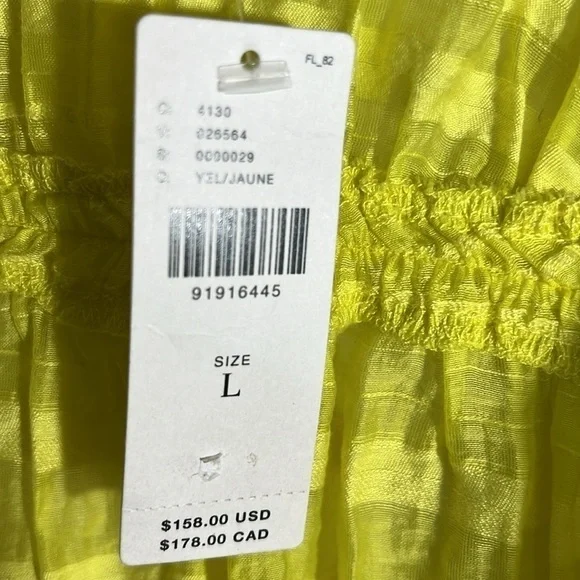 FL_82
C: 4130
S: 026564
S: 0000029
C: YEL/JAUNE
91916445
SIZE
L
$158.00 USD
$178.00 CAD